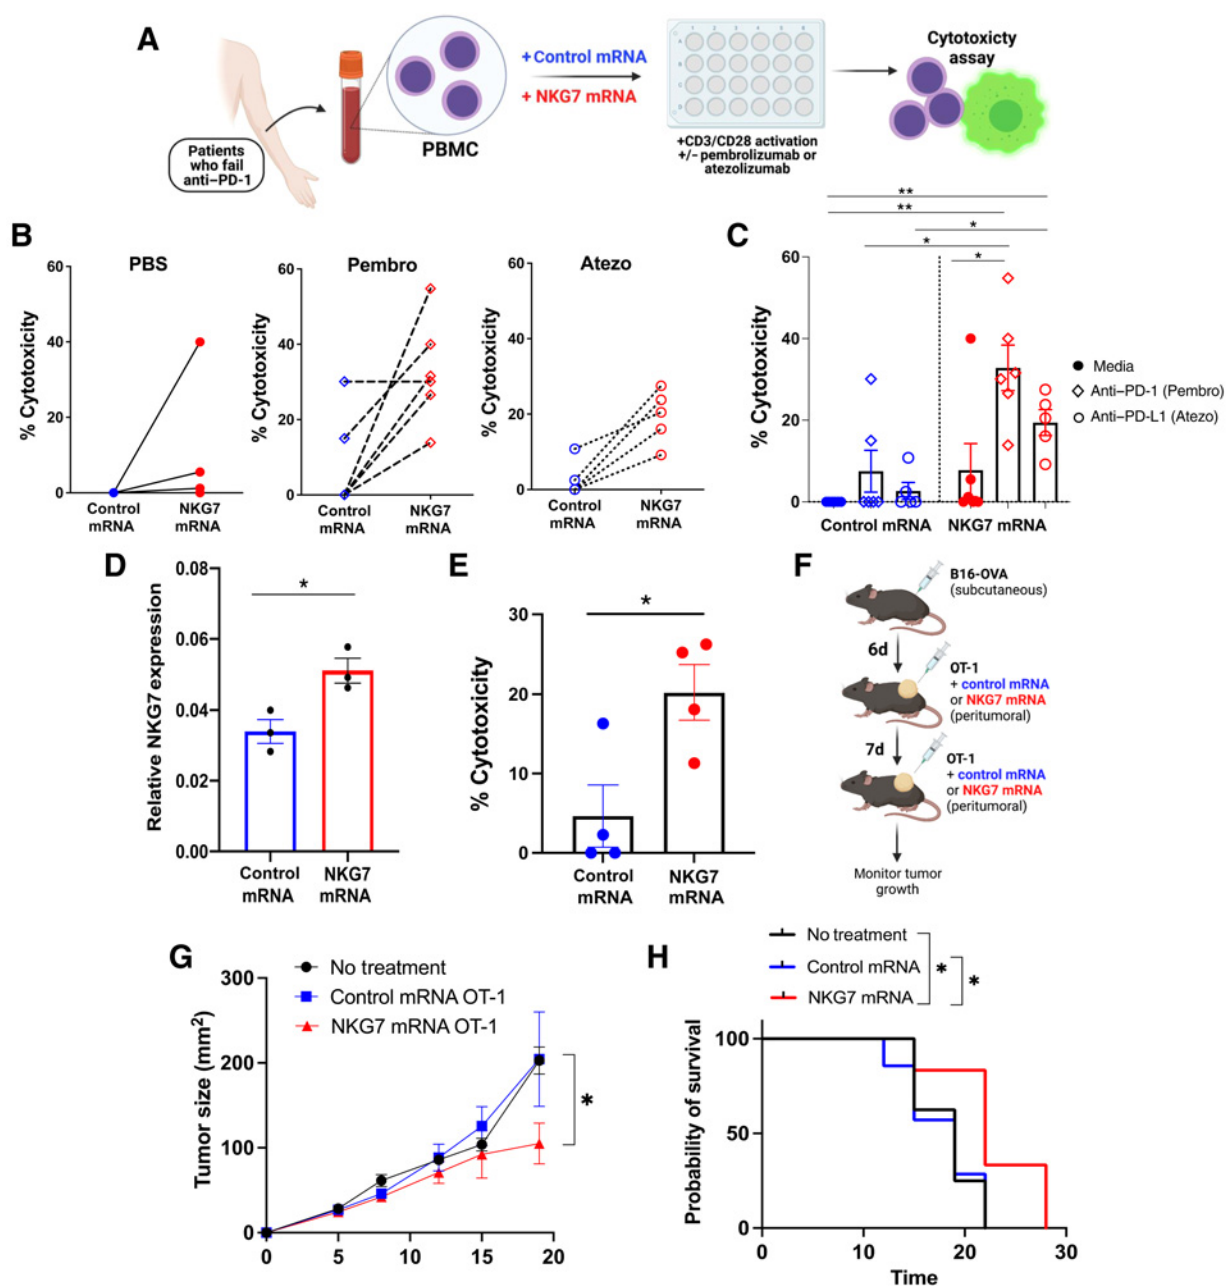 A
Patients
who fail
anti–PD-1
PBMC
+Control mRNA
+ NKG7 mRNA
+CD3/CD28 activation
+/– pembrolizumab or
atezolizumab
Cytotoxicty
assay
B
PBS
% Cytotoxicity
60
40
20
0
Control
mRNA
NKG7
mRNA
Pembro
% Cytotoxicity
60
40
20
0
Control
mRNA
NKG7
mRNA
Atezo
% Cytotoxicity
60
40
20
0
Control
mRNA
NKG7
mRNA
C
**
**
*
*
*
% Cytotoxicity
60
40
20
0
Control mRNA
NKG7 mRNA
Media
Anti–PD-1 (Pembro)
Anti–PD-L1 (Atezo)
D
*
Relative NKG7 expression
0.08
0.06
0.04
0.02
0.00
Control
mRNA
NKG7
mRNA
E
*
% Cytotoxicity
30
20
10
0
Control
mRNA
NKG7
mRNA
F
B16-OVA
(subcutaneous)
6d
OT-1
+ control mRNA
or NKG7 mRNA
(peritumoral)
7d
OT-1
+ control mRNA
or NKG7 mRNA
(peritumoral)
Monitor tumor
growth
G
No treatment
Control mRNA OT-1
NKG7 mRNA OT-1
Tumor size (mm²)
300
200
100
0
0 5 10 15 20
*
H
No treatment
Control mRNA
NKG7 mRNA
*
*
Probability of survival
100
50
0
0 10 20 30
Time